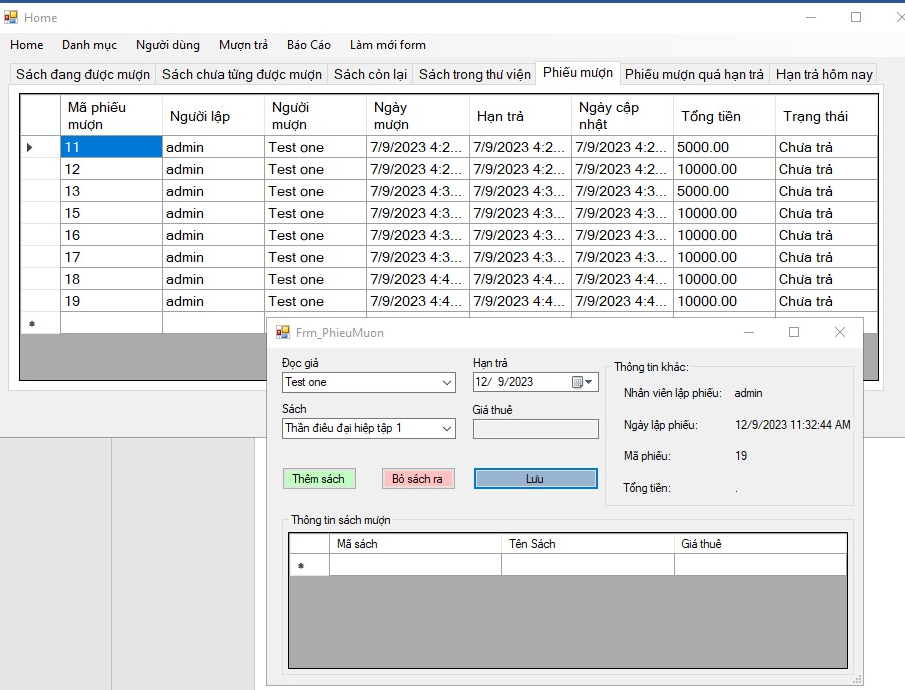 Home
Home Danh mục Người dùng Mượn trả Báo Cáo Làm mới form
Sách đang được mượn Sách chưa từng được mượn Sách còn lại Sách trong thư viện Phiếu mượn Phiếu mượn quá hạn trả Hạn trả hôm nay
Mã phiếu mượn Người lập Người mượn Ngày mượn Hạn trả Ngày cập nhật Tổng tiền Trạng thái
11 admin Test one 7/9/2023 4:2... 7/9/2023 4:2... 7/9/2023 4:2... 5000.00 Chưa trả
12 admin Test one 7/9/2023 4:2... 7/9/2023 4:2... 7/9/2023 4:2... 10000.00 Chưa trả
13 admin Test one 7/9/2023 4:3... 7/9/2023 4:3... 7/9/2023 4:3... 5000.00 Chưa trả
15 admin Test one 7/9/2023 4:3... 7/9/2023 4:3... 7/9/2023 4:3... 10000.00 Chưa trả
16 admin Test one 7/9/2023 4:3... 7/9/2023 4:3... 7/9/2023 4:3... 10000.00 Chưa trả
17 admin Test one 7/9/2023 4:3... 7/9/2023 4:3... 7/9/2023 4:3... 10000.00 Chưa trả
18 admin Test one 7/9/2023 4:4... 7/9/2023 4:4... 7/9/2023 4:4... 10000.00 Chưa trả
19 admin Test one 7/9/2023 4:4... 7/9/2023 4:4... 7/9/2023 4:4... 10000.00 Chưa trả
Frm_PhieuMuon
Đọc giả Hạn trả Thông tin khác:
Test one 12/ 9/2023
Nhân viên lập phiếu: admin
Sách Giá thuê
Thần điêu đại hiệp tập 1
Ngày lập phiếu: 12/9/2023 11:32:44 AM
Mã phiếu: 19
Thêm sách Bỏ sách ra Lưu
Tổng tiền: .
Thông tin sách mượn
Mã sách Tên Sách Giá thuê